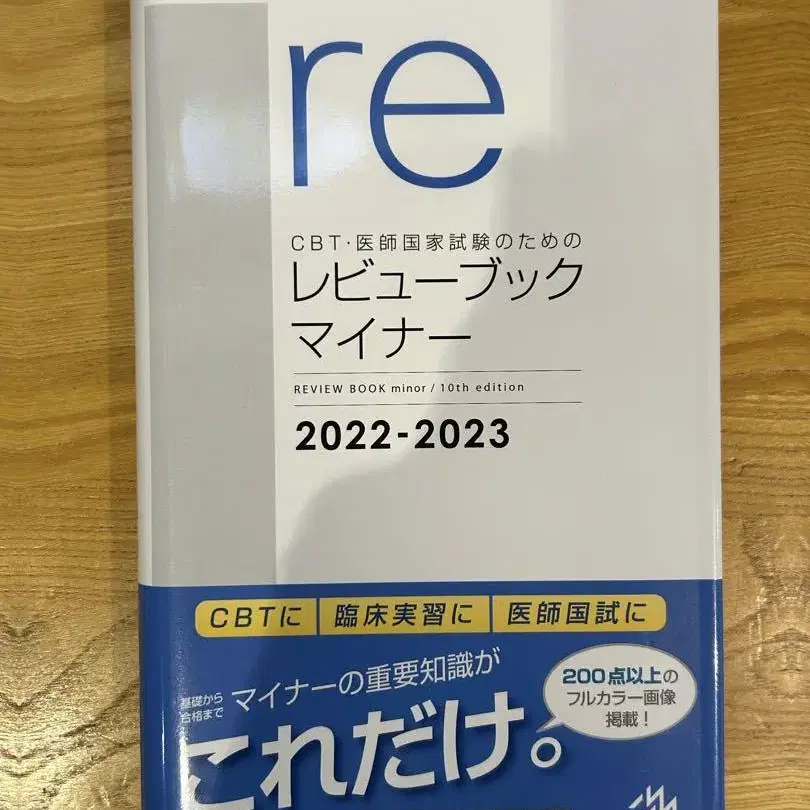 re
CBT・医師国家試験のための
レビューブック
マイナー
REVIEW BOOK minor / 10th edition
2022-2023
CBTに
臨床実習に
医師国試に
基礎から
合格まで
マイナーの重要知識が
これだけ。
200点以上の
フルカラー画像
掲載！